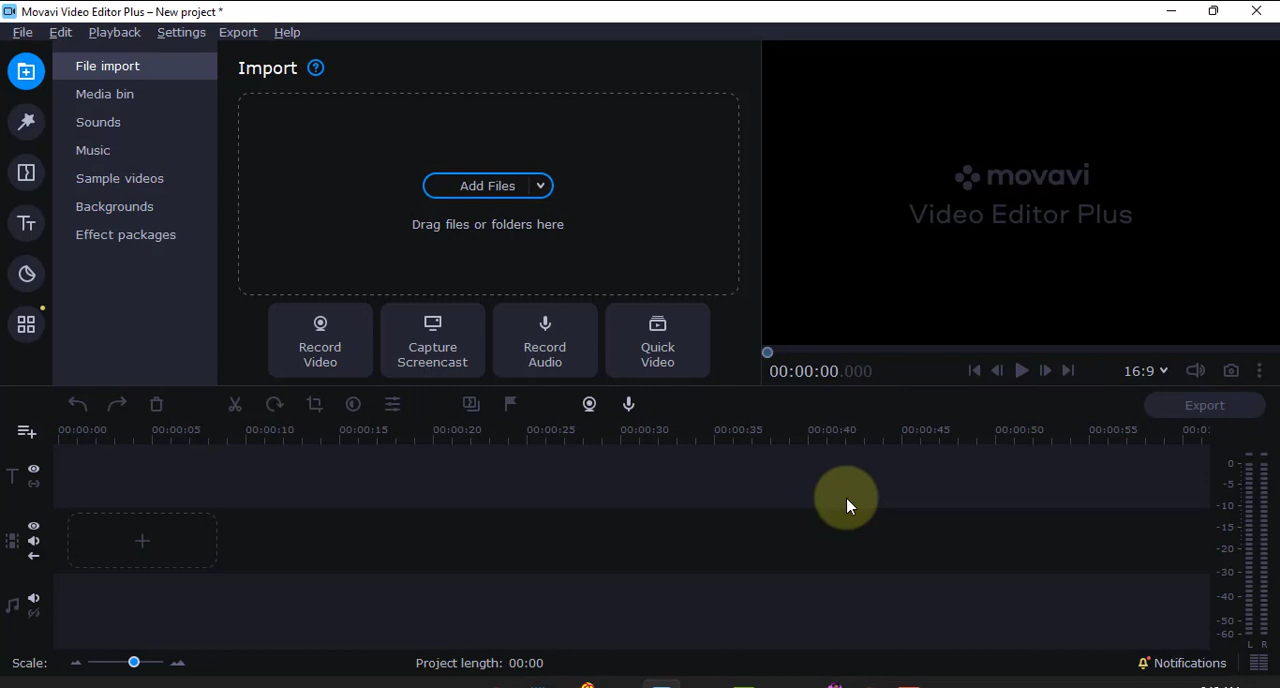 Movavi Video Editor Plus – New project *
File Edit Playback Settings Export Help
File import
Media bin
Sounds
Music
Sample videos
Backgrounds
Effect packages
Import ?
Add Files
Drag files or folders here
Record Video
Capture Screencast
Record Audio
Quick Video
movavi
Video Editor Plus
00:00:00.000
16:9
Export
00:00:00 00:00:05 00:00:10 00:00:15 00:00:20 00:00:25 00:00:30 00:00:35 00:00:40 00:00:45 00:00:50 00:00:55 00:0:
0
-5
-10
-15
-20
-30
-40
-50
-60
L R
Scale:
Project length: 00:00
Notifications